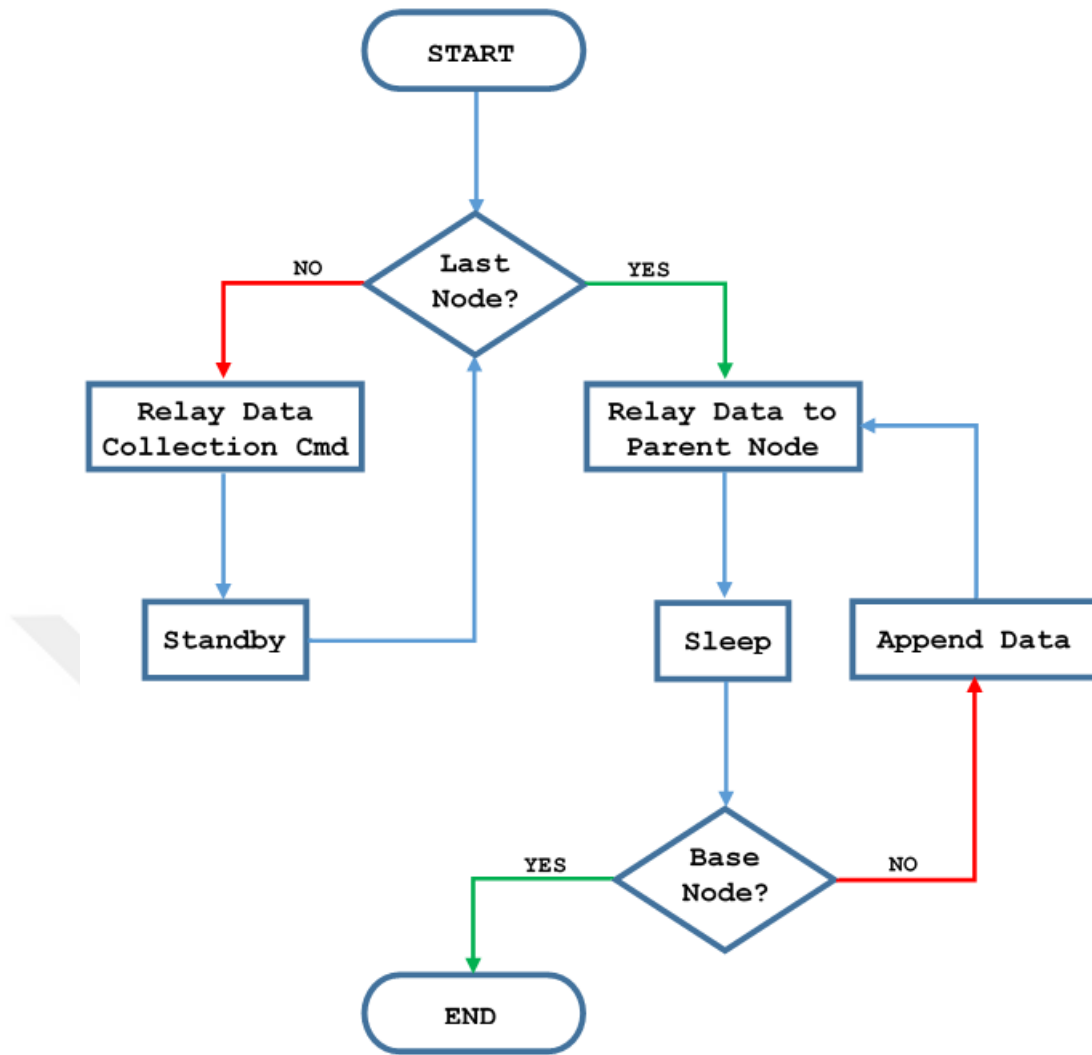 START
Last
Node?
NO
YES
Relay Data
Collection Cmd
Relay Data to
Parent Node
Standby
Sleep
Append Data
Base
Node?
YES
NO
END